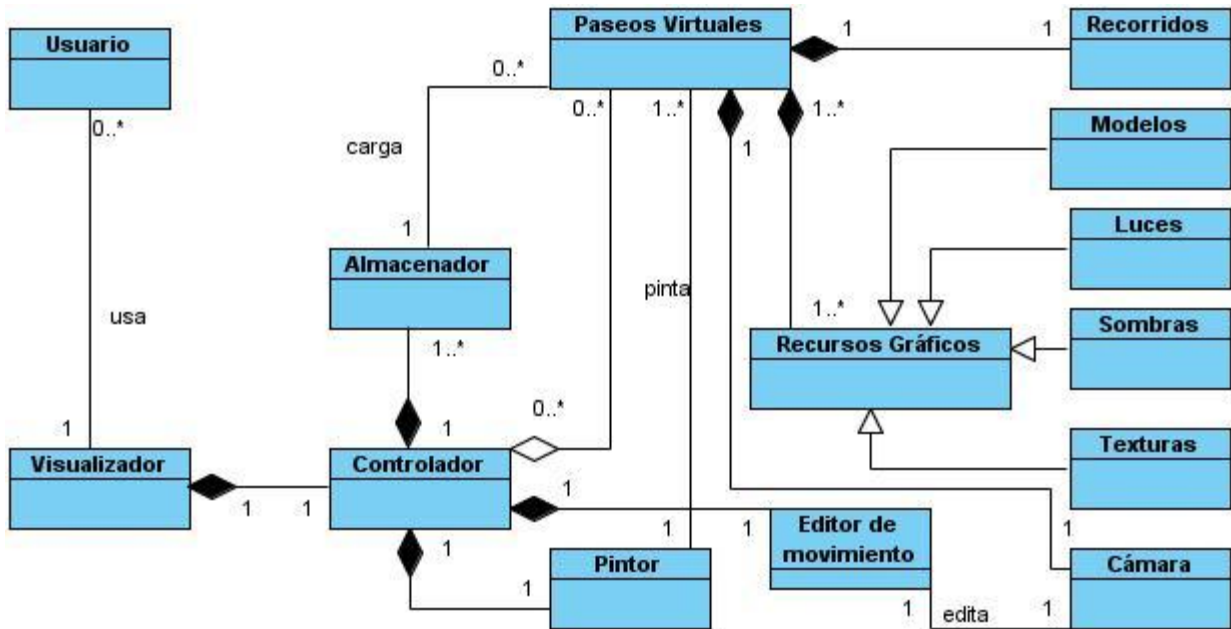 Paseos Virtuales
Recorridos
Usuario
1
1
0..*
0..*
1..*
1..*
Modelos
0..*
1
carga
Luces
1
Almacenador
pinta
usa
1..*
Sombras
Recursos Gráficos
1..*
0..*
1
1
Texturas
Visualizador
Controlador
1
1
1
1
1
1
1
Editor de
movimiento
Pintor
Cámara
1
1
edita
1